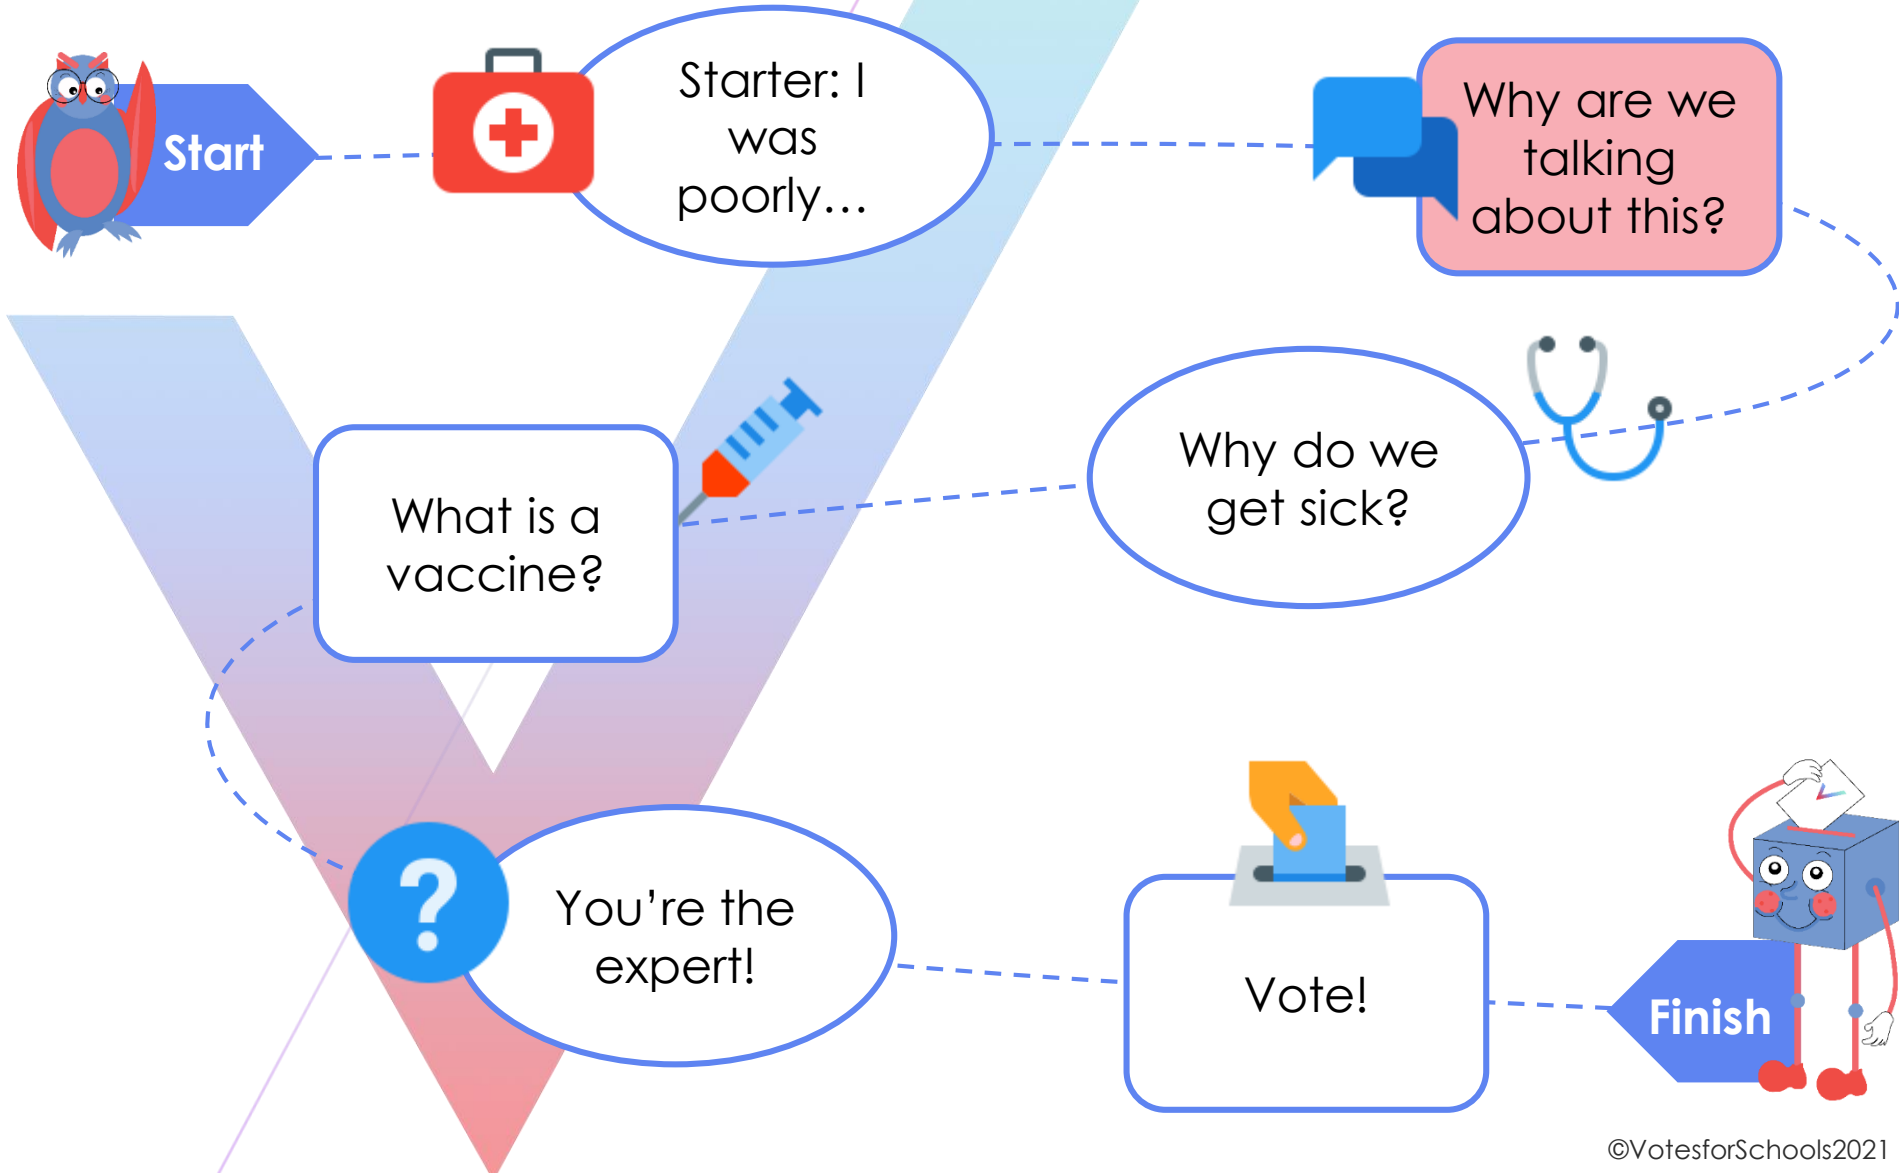 Start
Starter: I
was
poorly…
Why are we
talking
about this?
Why do we
get sick?
What is a
vaccine?
?
You’re the
expert!
Vote!
Finish
©VotesforSchools2021